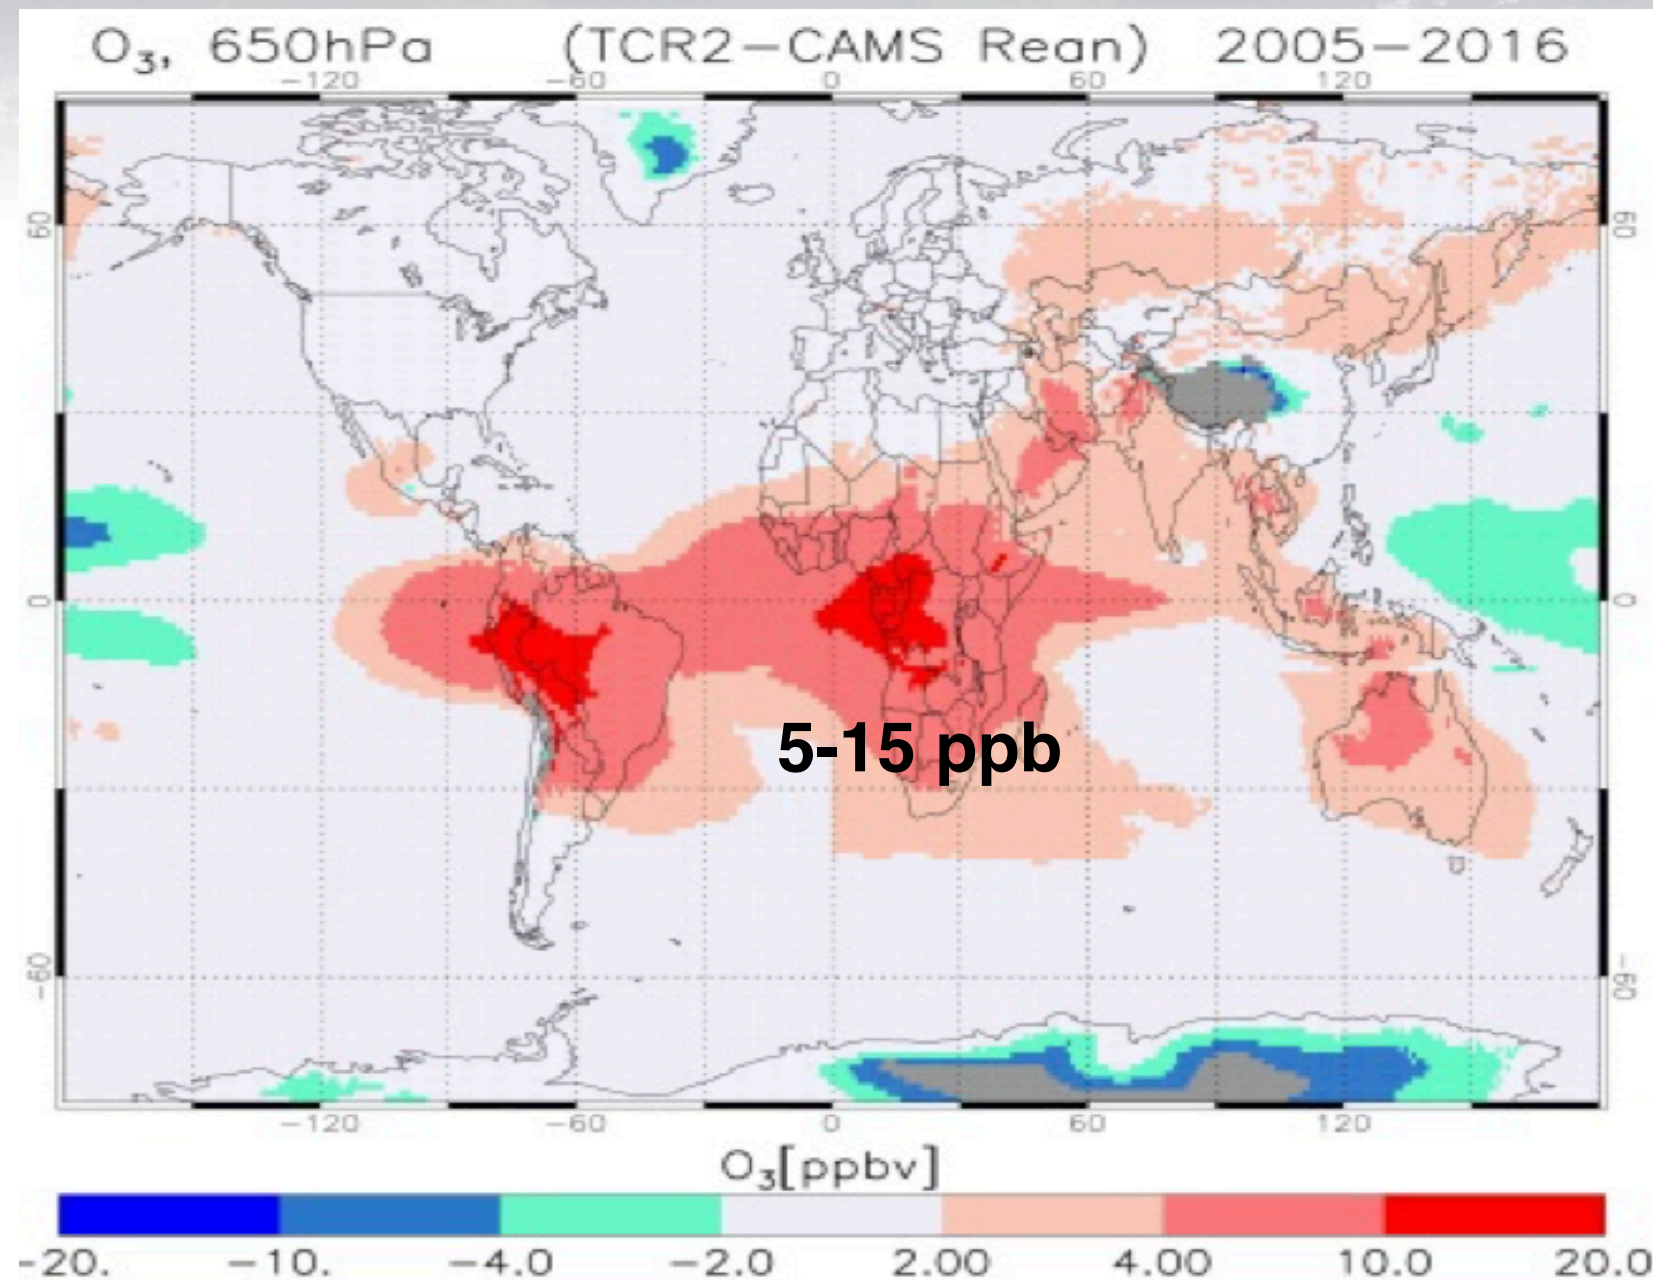 O₃, 650hPa (TCR2−CAMS Rean) 2005−2016
−120 −60 0 60 120
60 60
0 0
5-15 ppb
−60 −60
−120 −60 0 60 120
O₃[ppbv]
−20. −10. −4.0 −2.0 2.00 4.00 10.0 20.0